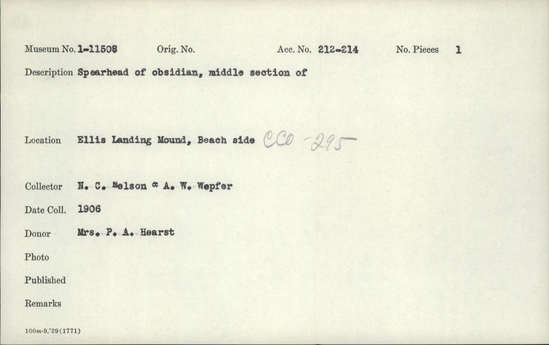 Museum No. 1-11508 Orig. No. Acc. No. 212-214 No. Pieces 1
Description Spearhead of obsidian, middle section of
Location Ellis Landing Mound, Beach side CCO-295
Collector N. C. Nelson & A. W. Wepfer
Date Coll. 1906
Donor Mrs. P. A. Hearst
Photo
Published
Remarks
100m-9,'29(1771)